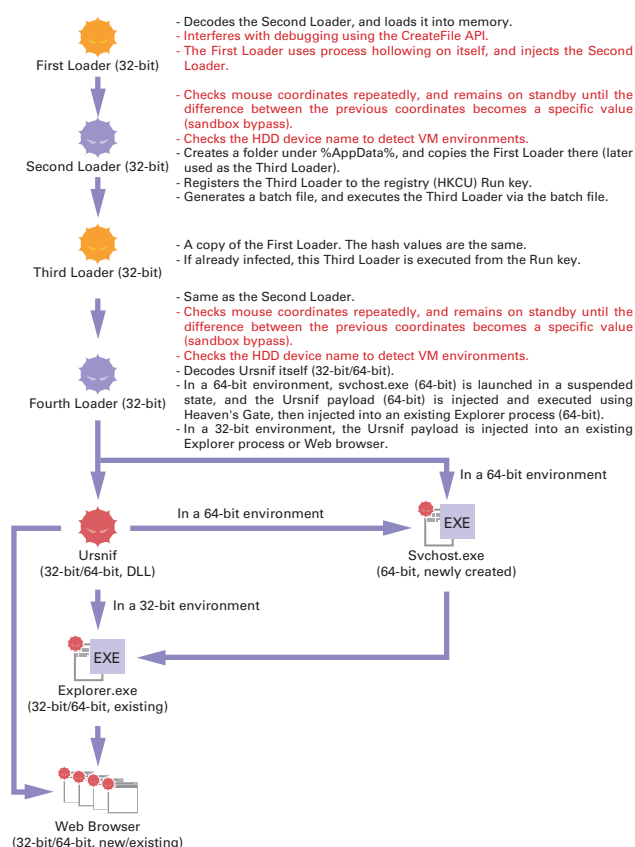 - Decodes the Second Loader, and loads it into memory.
- Interferes with debugging using the CreateFile API.
- The First Loader uses process hollowing on itself, and injects the Second
Loader.
First Loader (32-bit)
- Checks mouse coordinates repeatedly, and remains on standby until the
difference between the previous coordinates becomes a specific value
(sandbox bypass).
- Checks the HDD device name to detect VM environments.
- Creates a folder under %AppData%, and copies the First Loader there (later
used as the Third Loader).
- Registers the Third Loader to the registry (HKCU) Run key.
- Generates a batch file, and executes the Third Loader via the batch file.
Second Loader (32-bit)
- A copy of the First Loader. The hash values are the same.
- If already infected, this Third Loader is executed from the Run key.
Third Loader (32-bit)
- Same as the Second Loader.
- Checks mouse coordinates repeatedly, and remains on standby until the
difference between the previous coordinates becomes a specific value
(sandbox bypass).
- Checks the HDD device name to detect VM environments.
- Decodes Ursnif itself (32-bit/64-bit).
- In a 64-bit environment, svchost.exe (64-bit) is launched in a suspended
state, and the Ursnif payload (64-bit) is injected and executed using
Heaven's Gate, then injected into an existing Explorer process (64-bit).
- In a 32-bit environment, the Ursnif payload is injected into an existing
Explorer process or Web browser.
Fourth Loader (32-bit)
In a 64-bit environment
In a 64-bit environment
EXE
Ursnif
(32-bit/64-bit, DLL)
Svchost.exe
(64-bit, newly created)
In a 32-bit environment
EXE
Explorer.exe
(32-bit/64-bit, existing)
Web Browser
(32-bit/64-bit, new/existing)